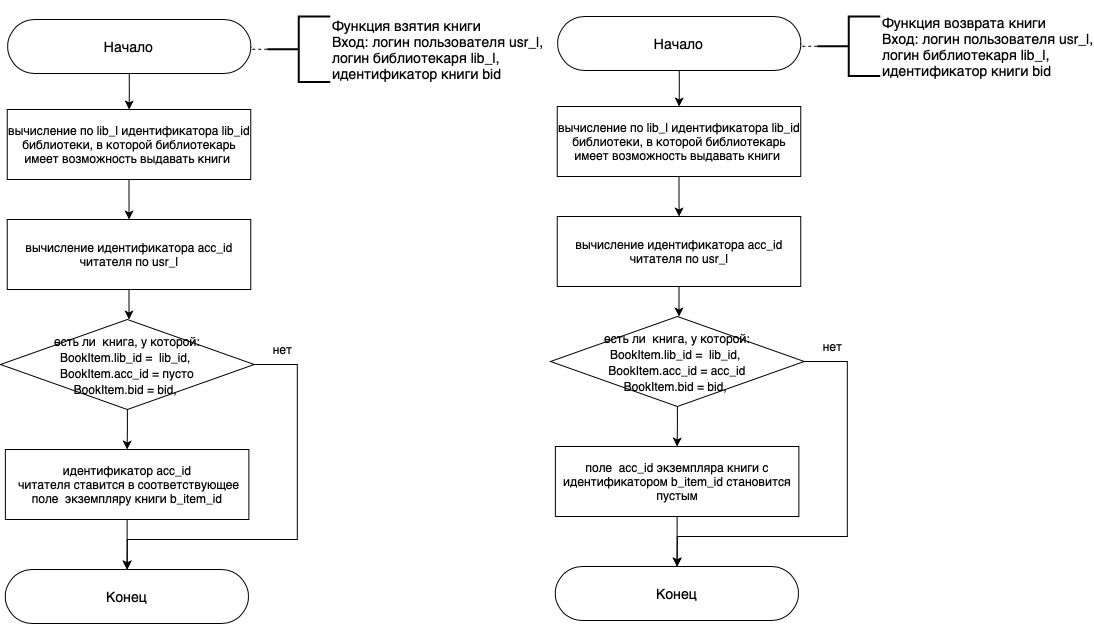 Начало
Функция взятия книги
Вход: логин пользователя usr_l,
логин библиотекаря lib_l,
идентификатор книги bid
вычисление по lib_l идентификатора lib_id
библиотеки, в которой библиотекарь
имеет возможность выдавать книги
вычисление идентификатора acc_id
читателя по usr_l
есть ли книга, у которой:
BookItem.lib_id = lib_id,
BookItem.acc_id = пусто
BookItem.bid = bid,
нет
идентификатор acc_id
читателя ставится в соответствующее
поле экземпляру книги b_item_id
Конец
Начало
Функция возврата книги
Вход: логин пользователя usr_l,
логин библиотекаря lib_l,
идентификатор книги bid
вычисление по lib_l идентификатора lib_id
библиотеки, в которой библиотекарь
имеет возможность выдавать книги
вычисление идентификатора acc_id
читателя по usr_l
есть ли книга, у которой:
BookItem.lib_id = lib_id,
BookItem.acc_id = acc_id
BookItem.bid = bid,
нет
поле acc_id экземпляра книги с
идентификатором b_item_id становится
пустым
Конец